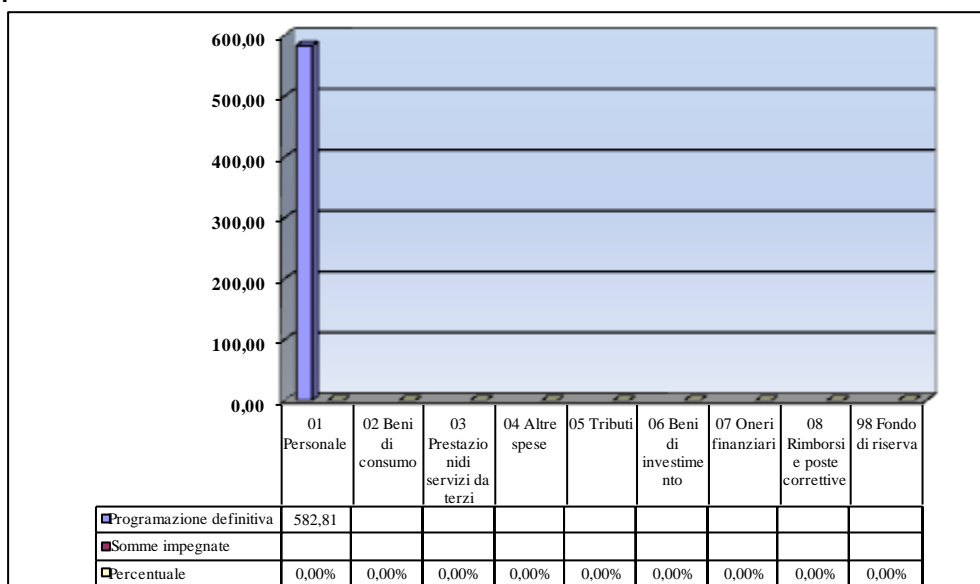 600,00
500,00
400,00
300,00
200,00
100,00
0,00
01
Personale
02 Beni
di
consumo
03
Prestazio
nidi
servizi da
terzi
04 Altre
spese
05 Tributi
06 Beni
di
investime
nto
07 Oneri
finanziari
08
Rimborsi
e poste
correttive
98 Fondo
di riserva
Programazione definitiva 582,81
Somme impegnate
Percentuale 0,00% 0,00% 0,00% 0,00% 0,00% 0,00% 0,00% 0,00% 0,00%